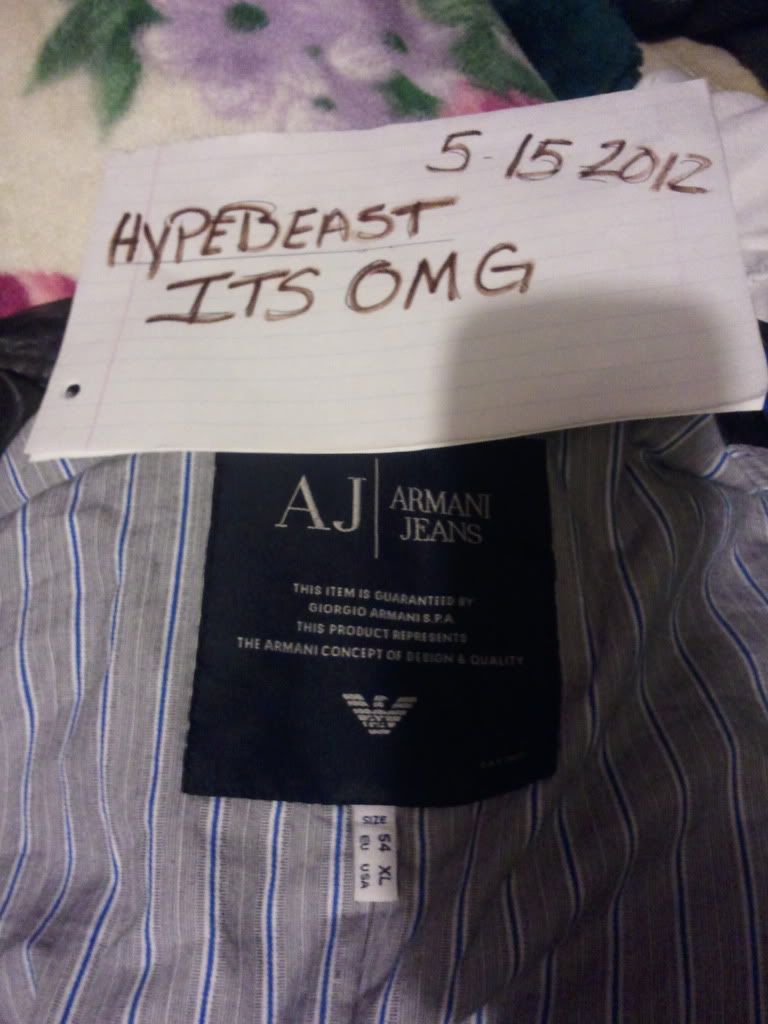 5-15 2012
HYPEBEAST
ITS OMG
AJ
ARMANI
JEANS
THIS ITEM IS GUARANTEED BY
GIORGIO ARMANI S.P.A.
THIS PRODUCT REPRESENTS
THE ARMANI CONCEPT OF DESIGN & QUALITY
SIZE
54 XL
EU USA